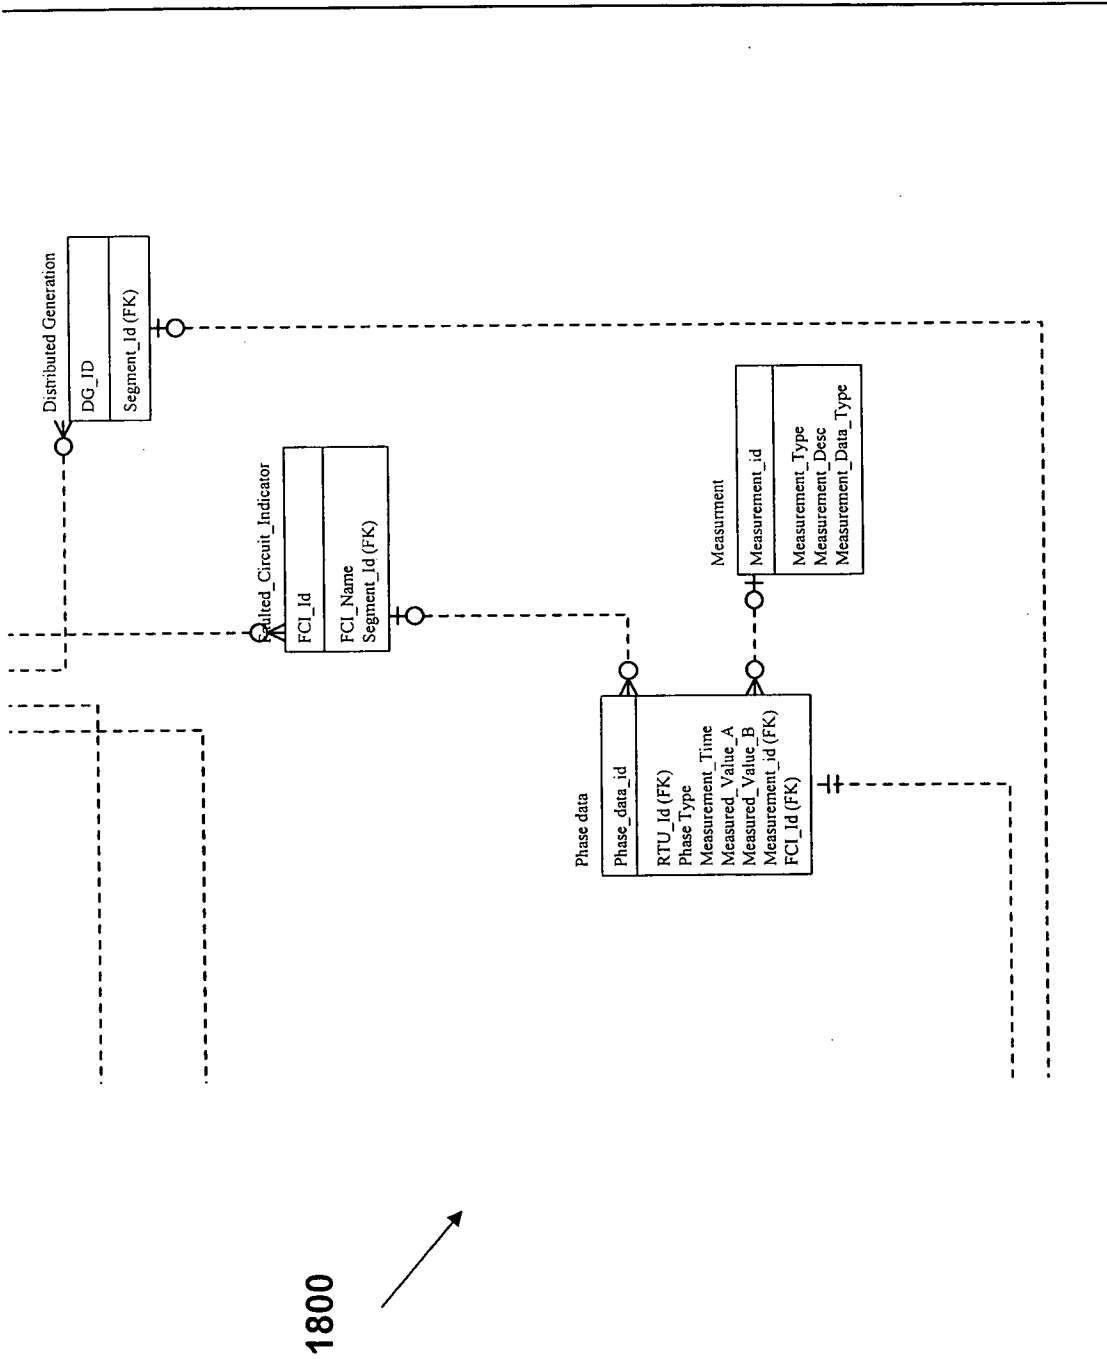 Distributed Generation
DG_ID
Segment_Id (FK)
Faulted_Circuit_Indicator
FCI_Id
FCI_Name
Segment_Id (FK)
Measurment
Measurement_id
Measurement_Type
Measurement_Desc
Measurement_Data_Type
Phase data
Phase_data_id
RTU_Id (FK)
Phase Type
Measurement_Time
Measured_Value_A
Measured_Value_B
Measurement_id (FK)
FCI_Id (FK)
1800